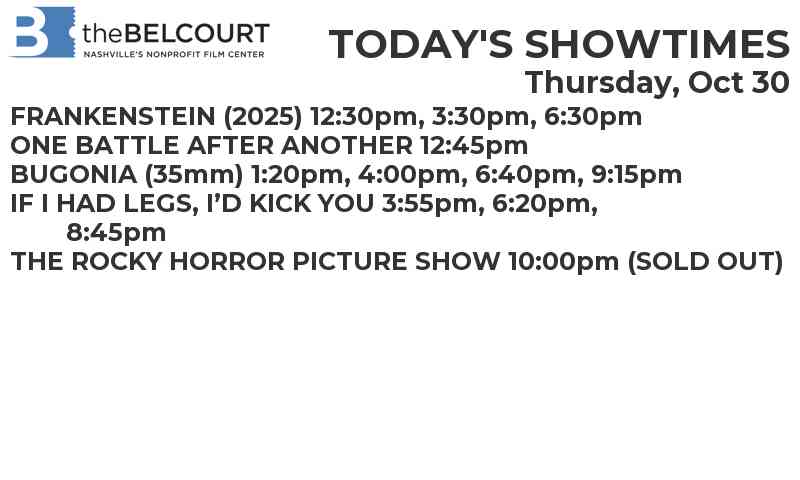 B theBELCOURT
NASHVILLE'S NONPROFIT FILM CENTER
TODAY'S SHOWTIMES
Thursday, Oct 30
FRANKENSTEIN (2025) 12:30pm, 3:30pm, 6:30pm
ONE BATTLE AFTER ANOTHER 12:45pm
BUGONIA (35mm) 1:20pm, 4:00pm, 6:40pm, 9:15pm
IF I HAD LEGS, I’D KICK YOU 3:55pm, 6:20pm,
8:45pm
THE ROCKY HORROR PICTURE SHOW 10:00pm (SOLD OUT)